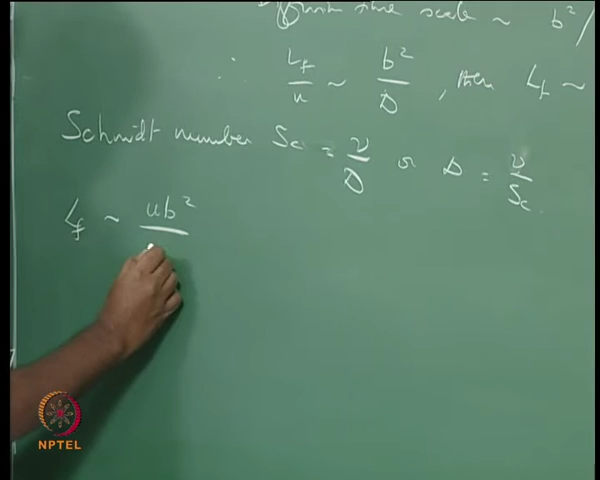 time scale ~ b²/
∴ L_f/u ~ b²/D, then L_f ~
Schmidt number Sc = ν/D or D = ν/Sc.
L_f ~ ub²
NPTEL